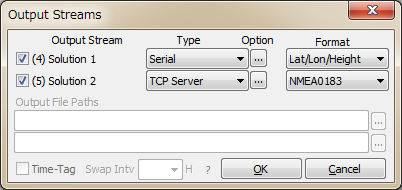 Output Streams
Output Stream Type Option Format
(4) Solution 1 Serial ... Lat/Lon/Height
(5) Solution 2 TCP Server ... NMEA0183
Output File Paths
...
...
Time-Tag Swap Intv H ? OK Cancel